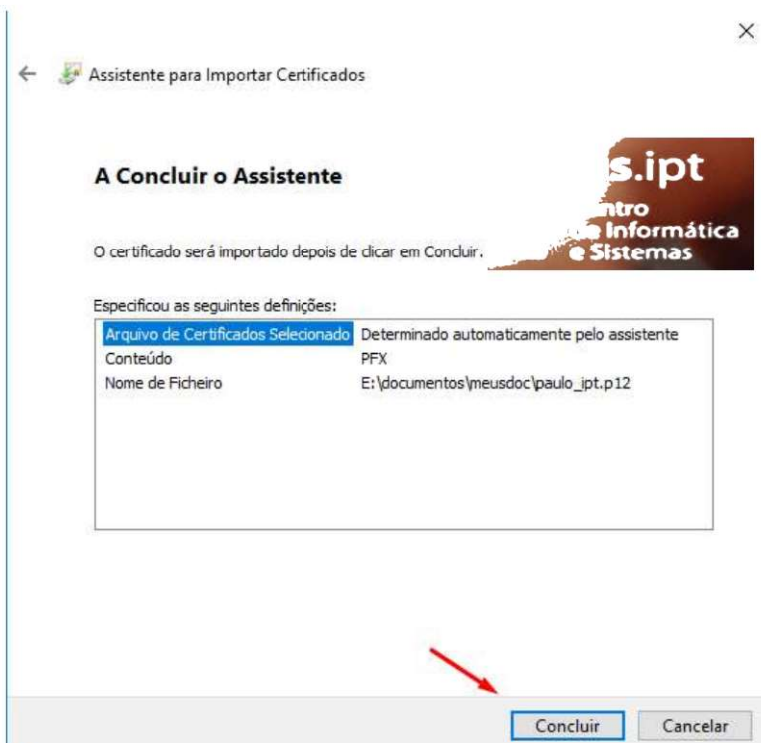 Assistente para Importar Certificados
A Concluir o Assistente
s.ipt
ntro
e Informática
e Sistemas
O certificado será importado depois de clicar em Concluir.
Especificou as seguintes definições:
Arquivo de Certificados Selecionado Determinado automaticamente pelo assistente
Conteúdo PFX
Nome de Ficheiro E:\documentos\meusdoc\paulo_ipt.p12
Concluir Cancelar